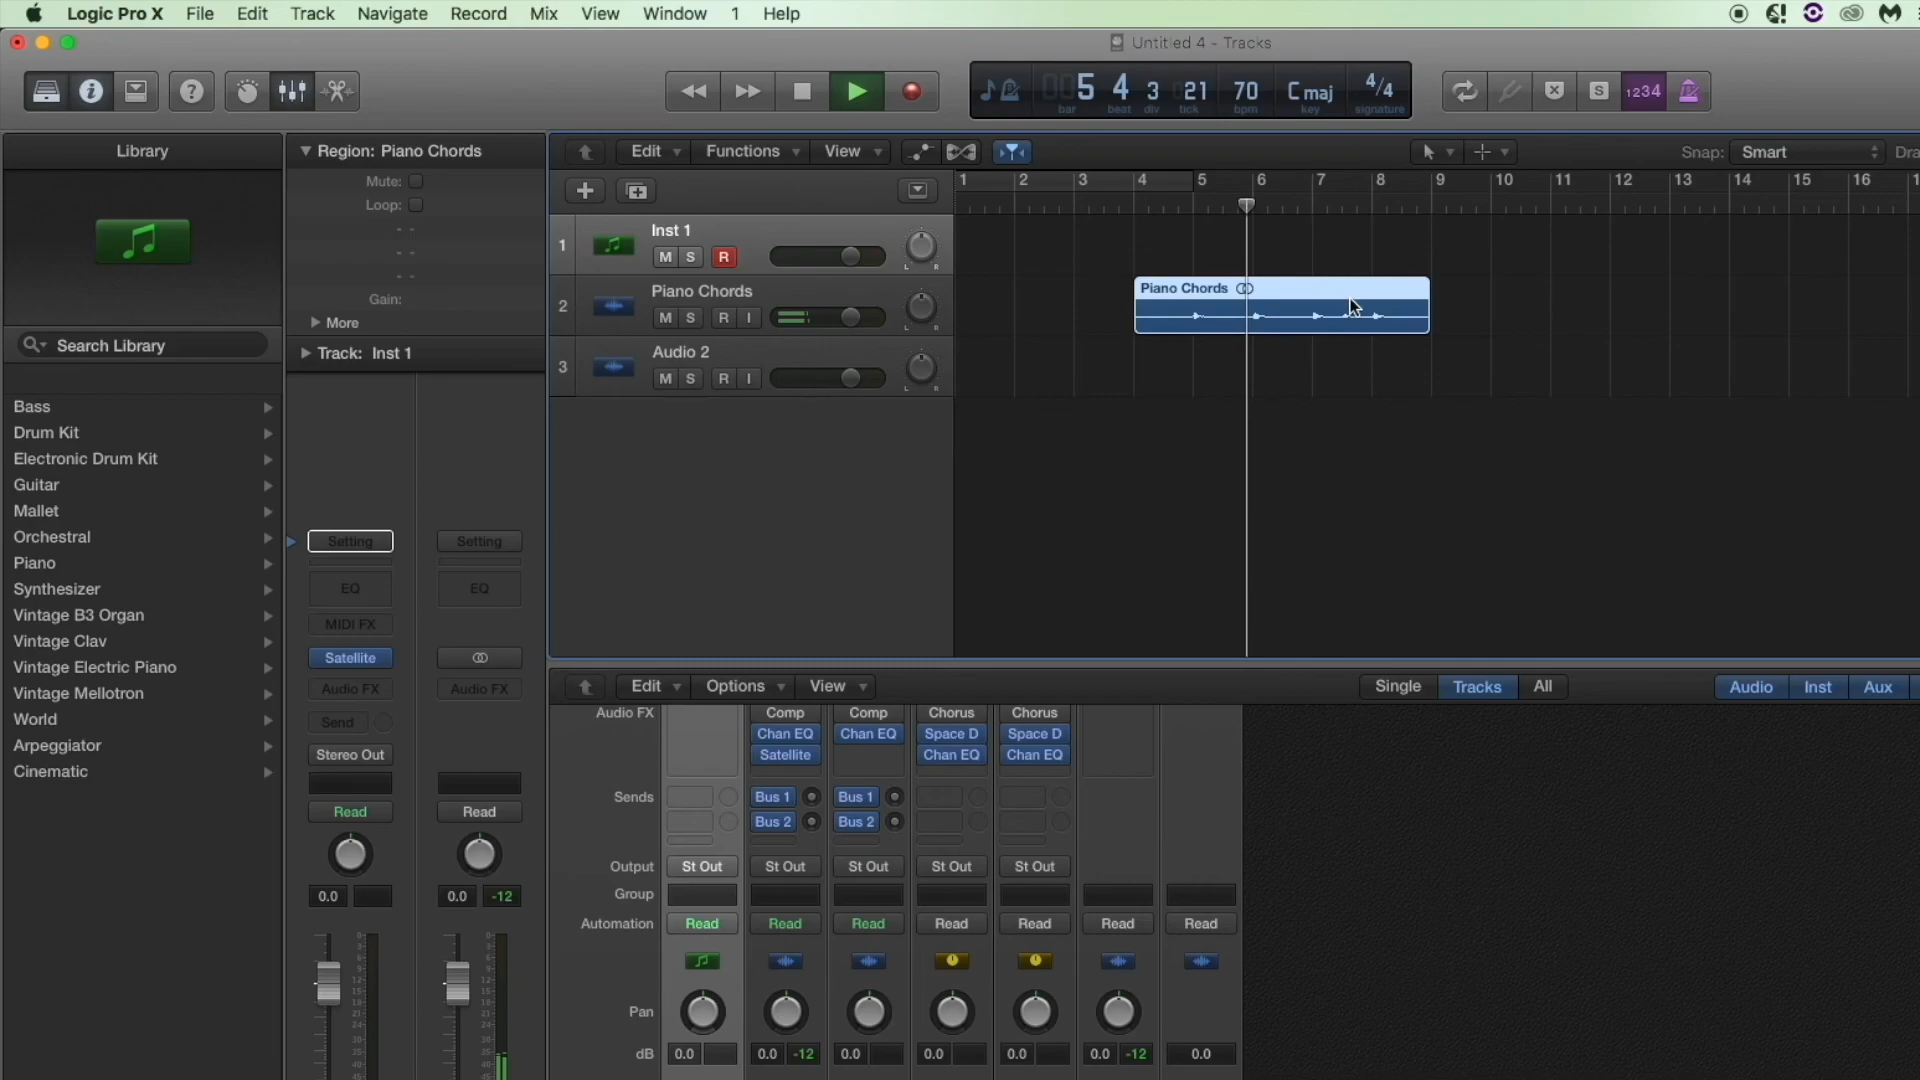 Logic Pro X File Edit Track Navigate Record Mix View Window 1 Help
Untitled 4 - Tracks
5 4 3 21 70 C maj 4/4
bar beat div tick bpm key signature
S 1234
Library
Region: Piano Chords
Edit Functions View
Snap: Smart Dra
Mute:
Loop:
Gain:
More
Track: Inst 1
Search Library
1 2 3 4 5 6 7 8 9 10 11 12 13 14 15 16 1
1 Inst 1
M S R
L R
2 Piano Chords
M S R I
L R
3 Audio 2
M S R I
L R
Piano Chords
Bass
Drum Kit
Electronic Drum Kit
Guitar
Mallet
Orchestral
Piano
Synthesizer
Vintage B3 Organ
Vintage Clav
Vintage Electric Piano
Vintage Mellotron
World
Arpeggiator
Cinematic
Setting Setting
EQ EQ
MIDI FX
Satellite
Audio FX Audio FX
Send
Stereo Out
Read Read
0.0 0.0 -12
Edit Options View
Single Tracks All
Audio Inst Aux
Audio FX Comp Comp Chorus Chorus
Chan EQ Chan EQ Space D Space D
Satellite Chan EQ Chan EQ
Sends Bus 1 Bus 1
Bus 2 Bus 2
Output St Out St Out St Out St Out St Out
Group
Automation Read Read Read Read Read Read Read
Pan
dB 0.0 0.0 -12 0.0 0.0 0.0 0.0 -12 0.0